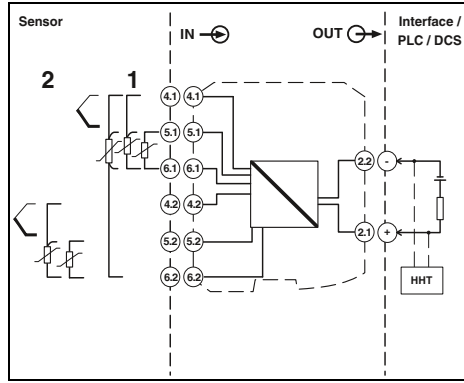 Sensor
IN
OUT
Interface /
PLC / DCS
2
1
4.1 4.1
5.1 5.1
6.1 6.1
4.2 4.2
5.2 5.2
6.2 6.2
2.2 -
2.1 +
HHT